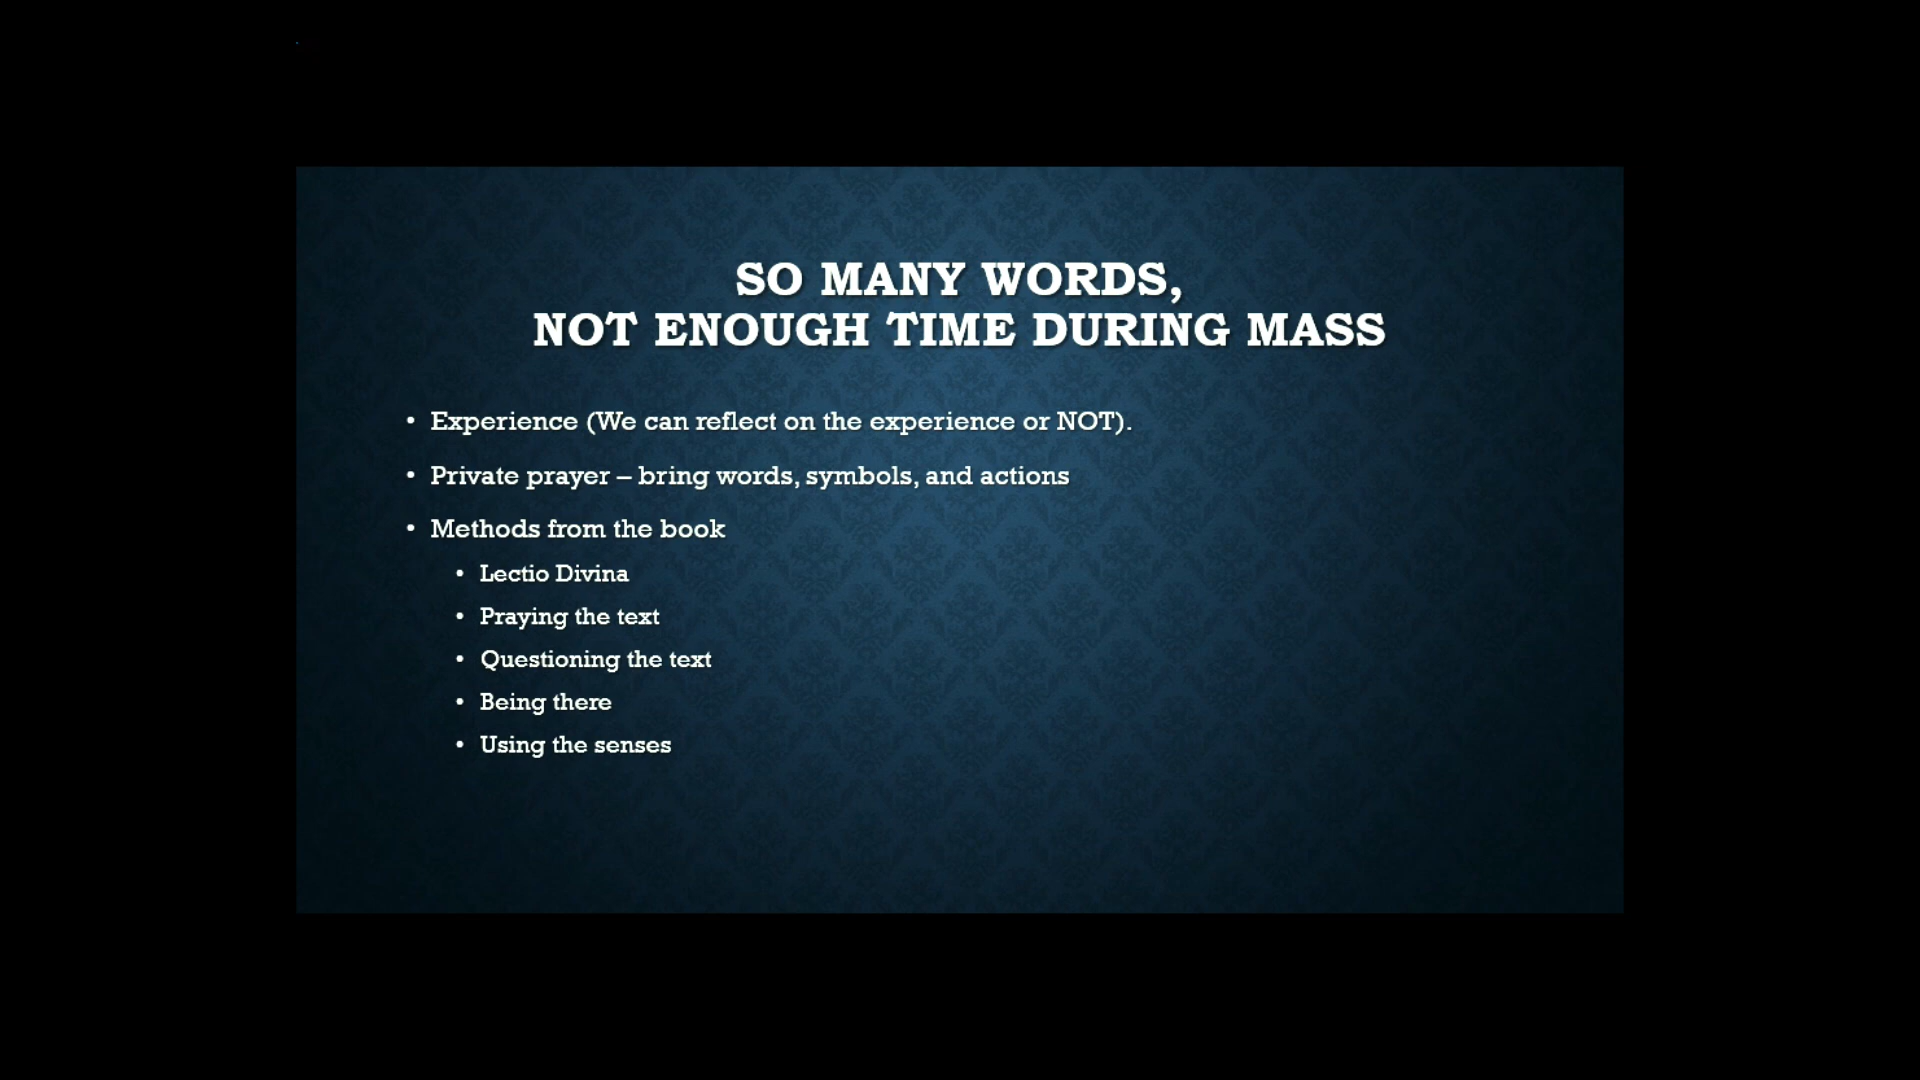 SO MANY WORDS,
NOT ENOUGH TIME DURING MASS
• Experience (We can reflect on the experience or NOT).
• Private prayer – bring words, symbols, and actions
• Methods from the book
• Lectio Divina
• Praying the text
• Questioning the text
• Being there
• Using the senses